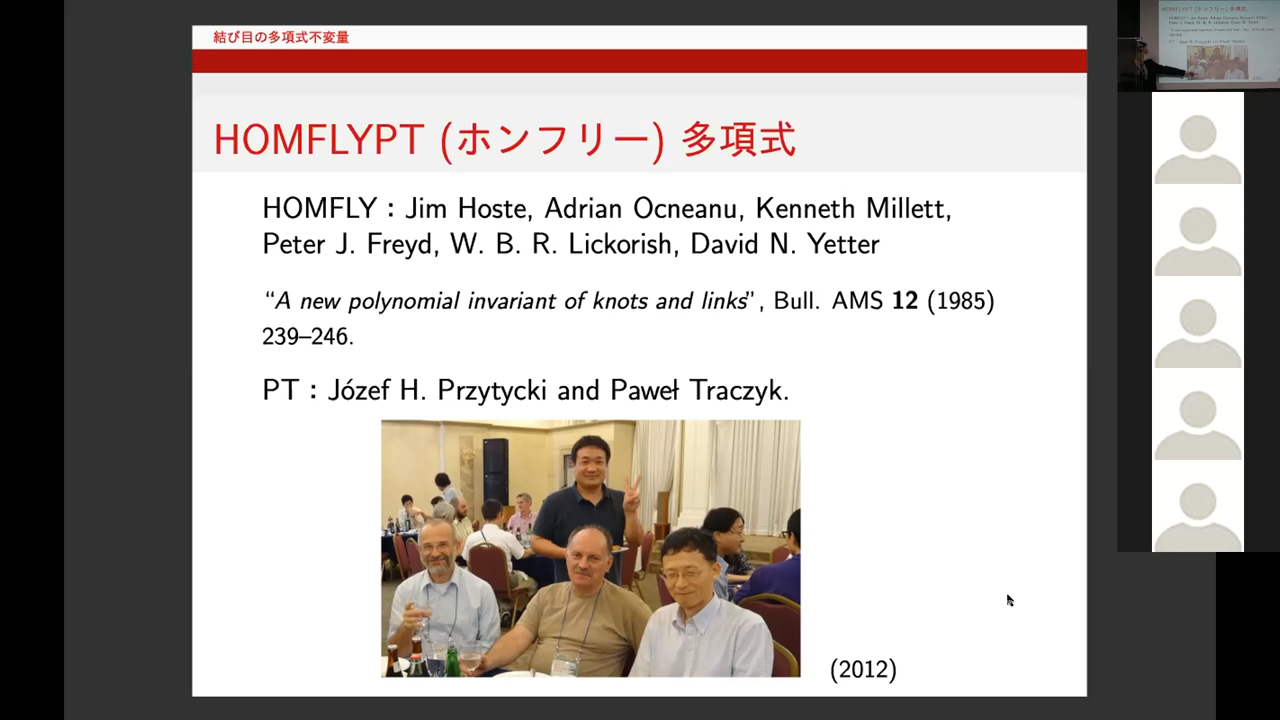 結び目の多項式不変量
HOMFLYPT (ホンフリー) 多項式
HOMFLY : Jim Hoste, Adrian Ocneanu, Kenneth Millett,
Peter J. Freyd, W. B. R. Lickorish, David N. Yetter
“A new polynomial invariant of knots and links”, Bull. AMS 12 (1985)
239–246.
PT : Józef H. Przytycki and Paweł Traczyk.
(2012)